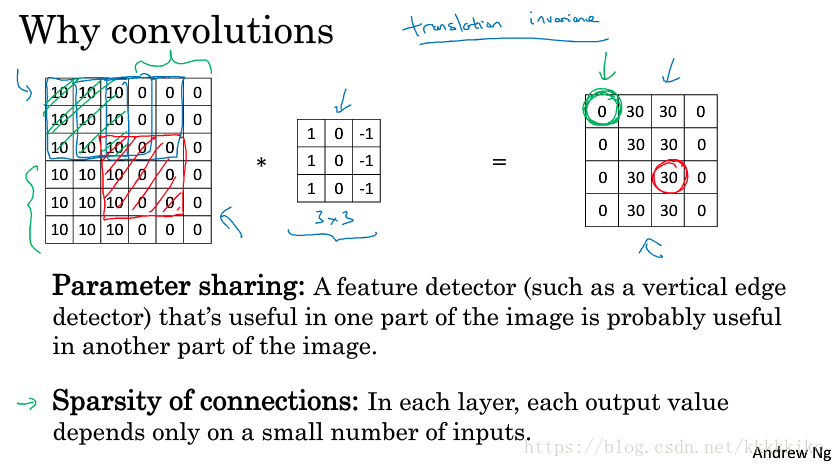 Why convolutions
translation invariance
10 10 10 0 0 0
10 10 10 0 0 0
10 10 10 0 0 0
10 10 10 0 0 0
10 10 10 0 0 0
10 10 10 0 0 0
*
1 0 -1
1 0 -1
1 0 -1
3×3
=
0 30 30 0
0 30 30 0
0 30 30 0
0 30 30 0
Parameter sharing: A feature detector (such as a vertical edge
detector) that's useful in one part of the image is probably useful
in another part of the image.
→ Sparsity of connections: In each layer, each output value
depends only on a small number of inputs.
Andrew Ng